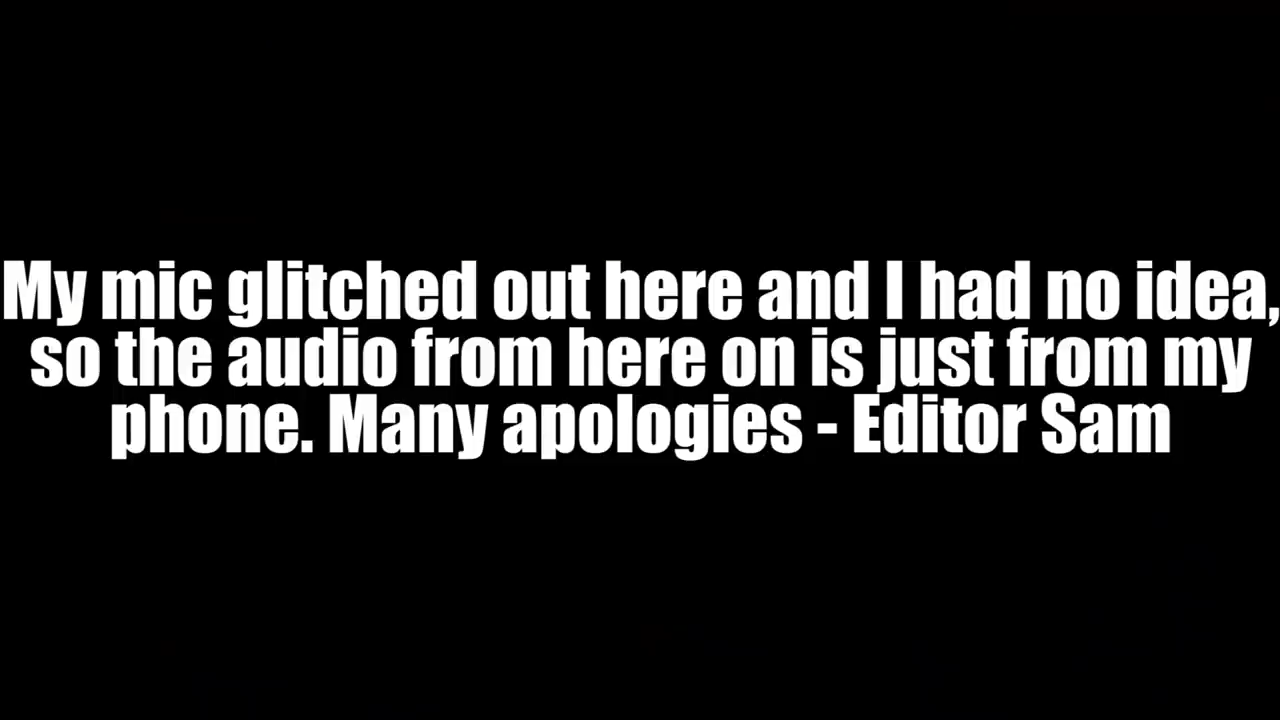 My mic glitched out here and I had no idea,
so the audio from here on is just from my
phone. Many apologies - Editor Sam